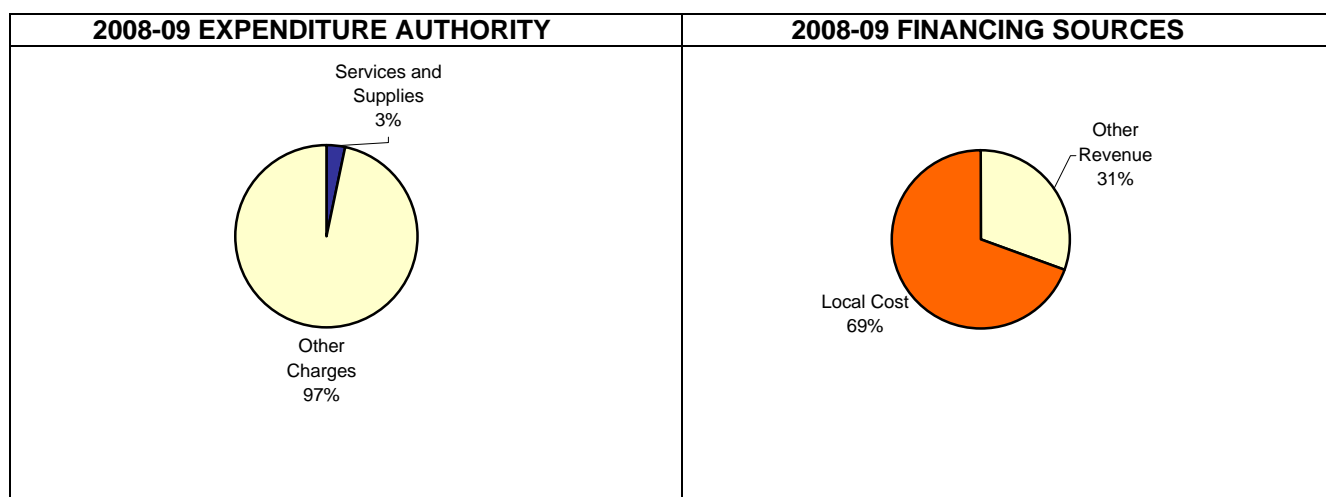 2008-09 EXPENDITURE AUTHORITY
Services and
Supplies
3%
Other
Charges
97%
2008-09 FINANCING SOURCES
Other
Revenue
31%
Local Cost
69%